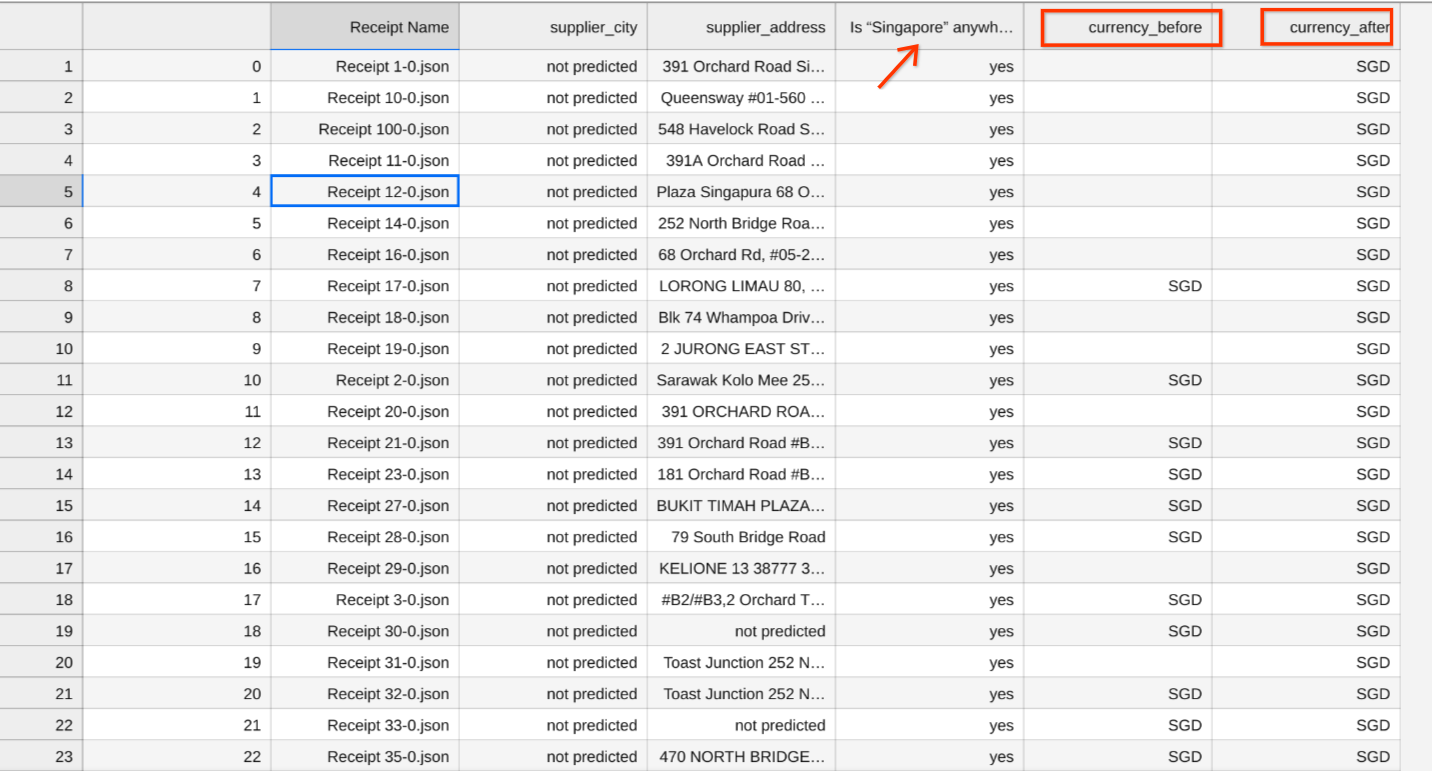 Receipt Name supplier_city supplier_address Is “Singapore” anywh... currency_before currency_after
1 0 Receipt 1-0.json not predicted 391 Orchard Road Si... yes SGD
2 1 Receipt 10-0.json not predicted Queensway #01-560 ... yes SGD
3 2 Receipt 100-0.json not predicted 548 Havelock Road S... yes SGD
4 3 Receipt 11-0.json not predicted 391A Orchard Road ... yes SGD
5 4 Receipt 12-0.json not predicted Plaza Singapura 68 O... yes SGD
6 5 Receipt 14-0.json not predicted 252 North Bridge Roa... yes SGD
7 6 Receipt 16-0.json not predicted 68 Orchard Rd, #05-2... yes SGD
8 7 Receipt 17-0.json not predicted LORONG LIMAU 80, ... yes SGD SGD
9 8 Receipt 18-0.json not predicted Blk 74 Whampoa Driv... yes SGD
10 9 Receipt 19-0.json not predicted 2 JURONG EAST ST... yes SGD
11 10 Receipt 2-0.json not predicted Sarawak Kolo Mee 25... yes SGD SGD
12 11 Receipt 20-0.json not predicted 391 ORCHARD ROA... yes SGD
13 12 Receipt 21-0.json not predicted 391 Orchard Road #B... yes SGD SGD
14 13 Receipt 23-0.json not predicted 181 Orchard Road #B... yes SGD SGD
15 14 Receipt 27-0.json not predicted BUKIT TIMAH PLAZA... yes SGD SGD
16 15 Receipt 28-0.json not predicted 79 South Bridge Road yes SGD SGD
17 16 Receipt 29-0.json not predicted KELIONE 13 38777 3... yes SGD
18 17 Receipt 3-0.json not predicted #B2/#B3,2 Orchard T... yes SGD SGD
19 18 Receipt 30-0.json not predicted not predicted yes SGD SGD
20 19 Receipt 31-0.json not predicted Toast Junction 252 N... yes SGD
21 20 Receipt 32-0.json not predicted Toast Junction 252 N... yes SGD SGD
22 21 Receipt 33-0.json not predicted not predicted yes SGD SGD
23 22 Receipt 35-0.json not predicted 470 NORTH BRIDGE... yes SGD SGD